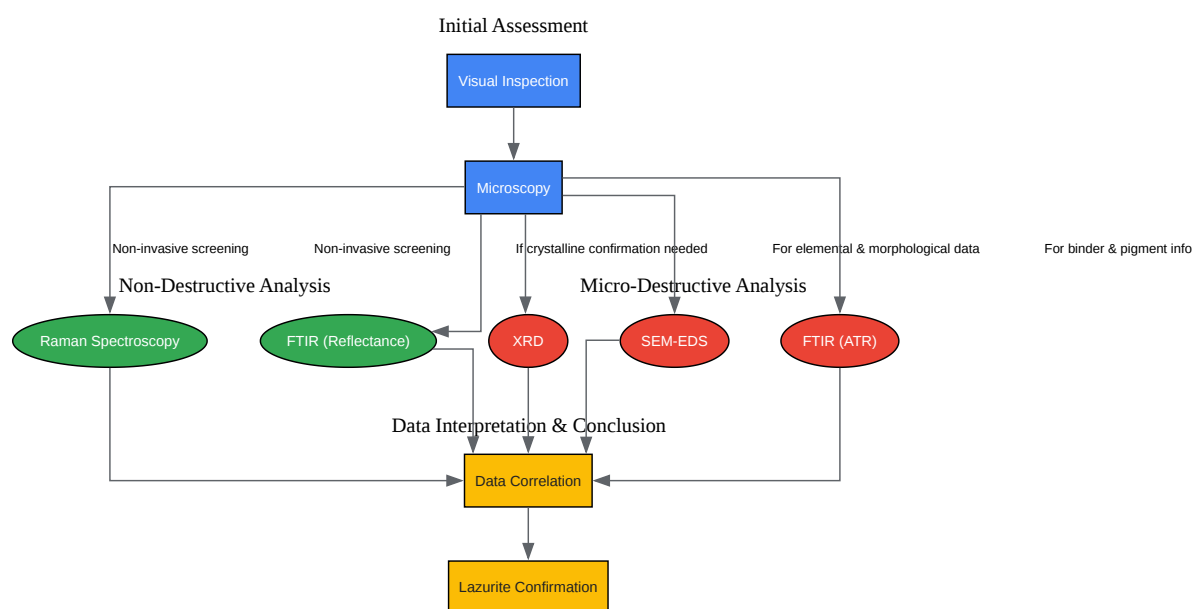 Initial Assessment
Visual Inspection
Microscopy
Non-invasive screening
Non-invasive screening
If crystalline confirmation needed
For elemental & morphological data
For binder & pigment info
Non-Destructive Analysis
Micro-Destructive Analysis
Raman Spectroscopy
FTIR (Reflectance)
XRD
SEM-EDS
FTIR (ATR)
Data Interpretation & Conclusion
Data Correlation
Lazurite Confirmation